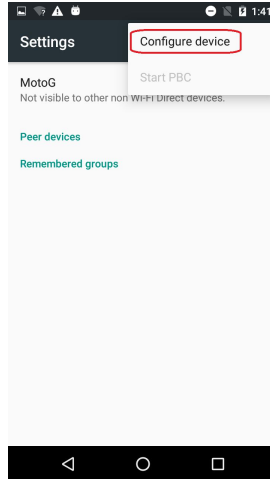 1:41
Settings
Configure device
Start PBC
MotoG
Not visible to other non Wi-Fi Direct devices.
Peer devices
Remembered groups